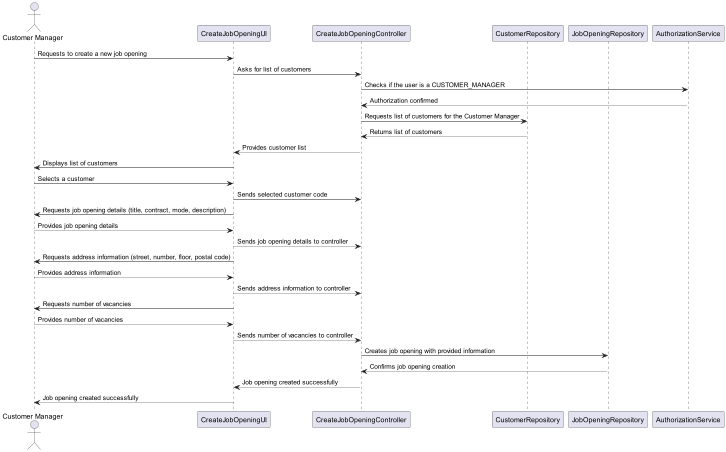 Customer Manager
CreateJobOpeningUI
CreateJobOpeningController
CustomerRepository
JobOpeningRepository
AuthorizationService
Requests to create a new job opening
Asks for list of customers
Checks if the user is a CUSTOMER_MANAGER
Authorization confirmed
Requests list of customers for the Customer Manager
Returns list of customers
Provides customer list
Displays list of customers
Selects a customer
Sends selected customer code
Requests job opening details (title, contract, mode, description)
Provides job opening details
Sends job opening details to controller
Requests address information (street, number, floor, postal code)
Provides address information
Sends address information to controller
Requests number of vacancies
Provides number of vacancies
Sends number of vacancies to controller
Creates job opening with provided information
Confirms job opening creation
Job opening created successfully
Job opening created successfully
Customer Manager
CreateJobOpeningUI
CreateJobOpeningController
CustomerRepository
JobOpeningRepository
AuthorizationService